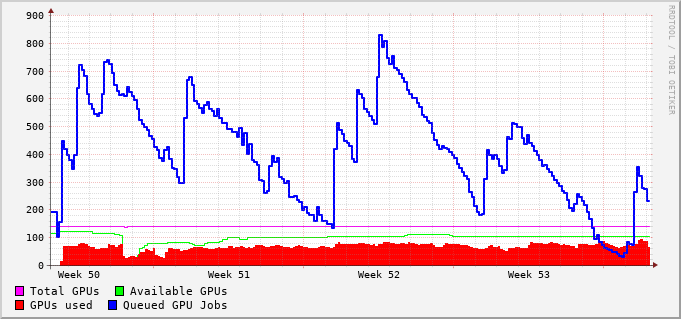 900
800
700
600
500
400
300
200
100
0
Week 50 Week 51 Week 52 Week 53
Total GPUs Available GPUs
GPUs used Queued GPU Jobs
RRDTOOL / TOBI OETIKER